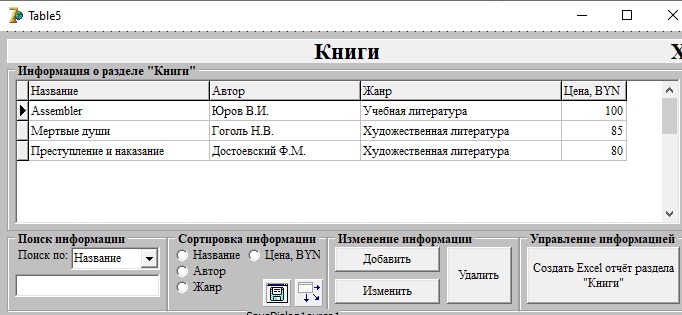 Table5
Книги
Х
Информация о разделе "Книги"
Название Автор Жанр Цена, BYN
Assembler Юров В.И. Учебная литература 100
Мертвые души Гоголь Н.В. Художественная литература 85
Преступление и наказание Достоевский Ф.М. Художественная литература 80
Поиск информации
Поиск по: Название
Сортировка информации
Название Цена, BYN
Автор
Жанр
Изменение информации
Добавить
Изменить
Удалить
Управление информацией
Создать Excel отчёт раздела
"Книги"